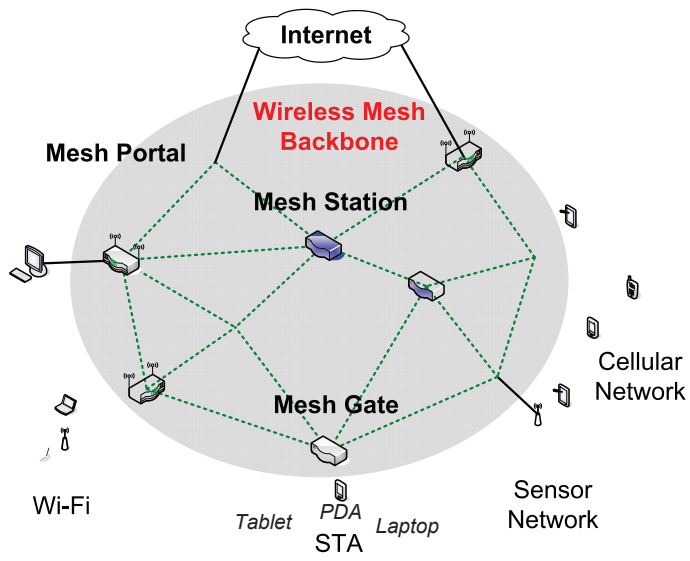 Internet
Wireless Mesh
Backbone
Mesh Portal
Mesh Station
Cellular
Network
Mesh Gate
Wi-Fi
Sensor
Network
Tablet
PDA
Laptop
STA